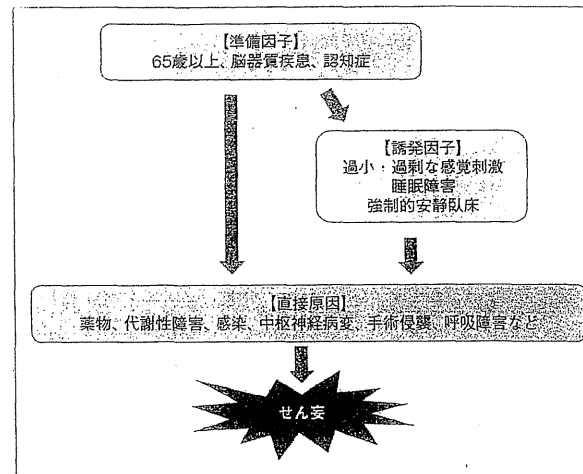 【準備因子】
65歳以上、脳器質疾患、認知症
【誘発因子】
過小・過剰な感覚刺激
睡眠障害
強制的安静臥床
【直接原因】
薬物、代謝性障害、感染、中枢神経病変、手術侵襲、呼吸障害など
せん妄